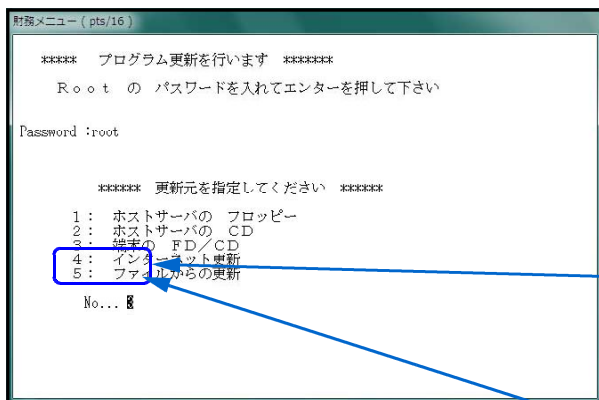 財務メニュー ( pts/16 )
***** プログラム更新を行います *******
Ｒｏｏｔ の パスワードを入れてエンターを押して下さい
Password :root
****** 更新元を指定してください ******
1： ホストサーバの フロッピー
2： ホストサーバの ＣＤ
3： 端末の ＦＤ／ＣＤ
4： インターネット更新
5： ファイルからの更新
No...